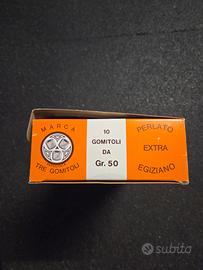 MARCA
TRE GOMITOLI
10
GOMITOLI
DA
Gr. 50
PERLATO
EXTRA
EGIZIANO
subito